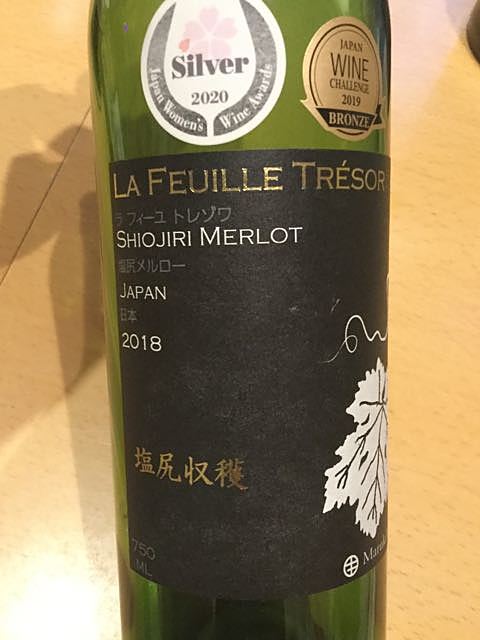 Silver
2020
Japan Women's Wine Awards
JAPAN
WINE
CHALLENGE
2019
BRONZE
LA FEUILLE TRÉSOR
ラ フィーユ トレゾワ
SHIOJIRI MERLOT
塩尻メルロー
JAPAN
日本
2018
塩尻収穫
750
ML